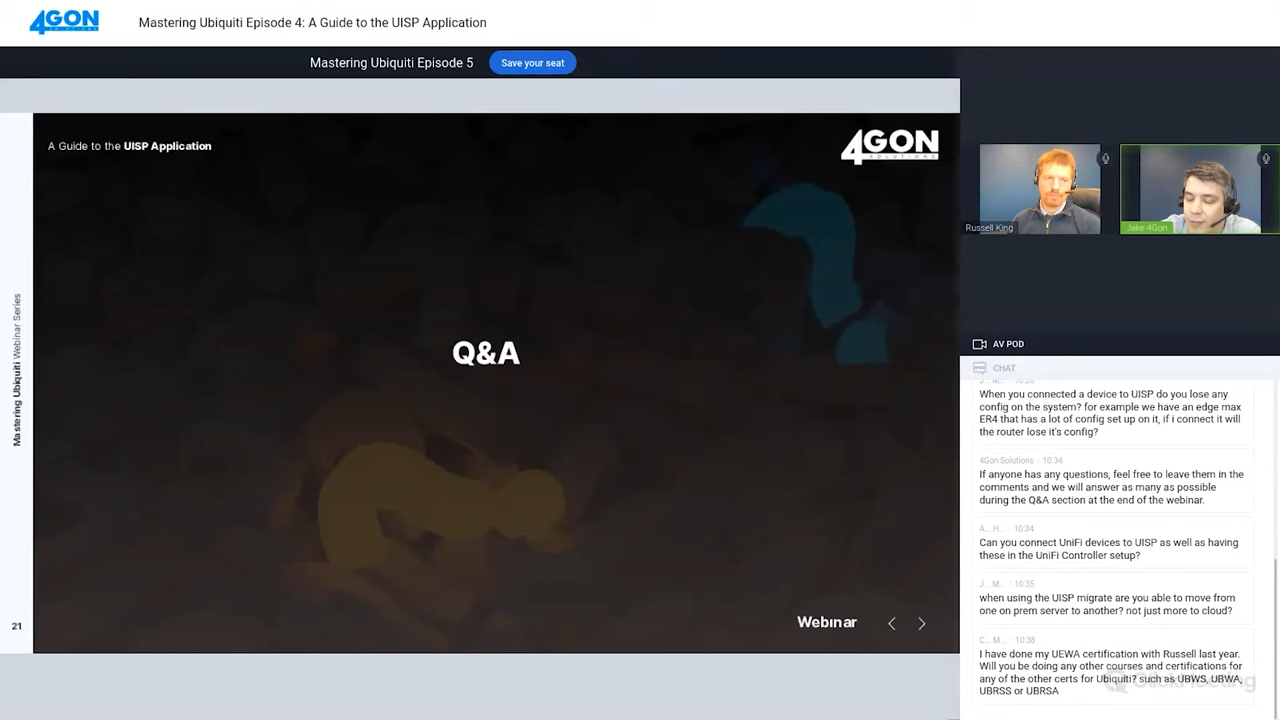 4GON
SOLUTIONS
Mastering Ubiquiti Episode 4: A Guide to the UISP Application
Mastering Ubiquiti Episode 5
Save your seat
A Guide to the UISP Application
4GON
SOLUTIONS
Mastering Ubiquiti Webinar Series
Q&A
21
Webinar
Russell King
Jake 4Gon
AV POD
CHAT
J... M... 10:20
When you connected a device to UISP do you lose any
config on the system? for example we have an edge max
ER4 that has a lot of config set up on it, if i connect it will
the router lose it's config?
4Gon Solutions 10:34
If anyone has any questions, feel free to leave them in the
comments and we will answer as many as possible
during the Q&A section at the end of the webinar.
A... H... 10:34
Can you connect UniFi devices to UISP as well as having
these in the UniFi Controller setup?
J... M... 10:35
when using the UISP migrate are you able to move from
one on prem server to another? not just more to cloud?
C... M... 10:38
I have done my UEWA certification with Russell last year.
Will you be doing any other courses and certifications for
any of the other certs for Ubiquiti? such as UBWS, UBWA,
UBRSS or UBRSA
ClickMeeting